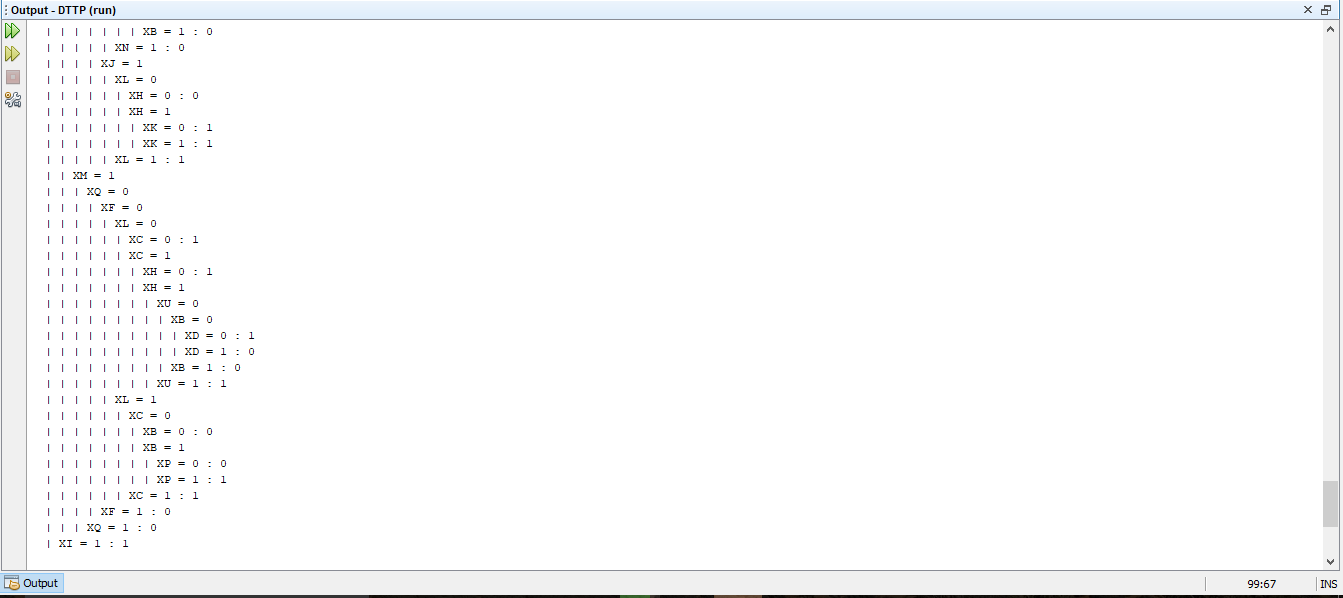 Output - DTTP (run)
| | | | | | | XB = 1 : 0
| | | | | XN = 1 : 0
| | | | XJ = 1
| | | | | XL = 0
| | | | | | XH = 0 : 0
| | | | | | XH = 1
| | | | | | | XK = 0 : 1
| | | | | | | XK = 1 : 1
| | | | | XL = 1 : 1
| | XM = 1
| | | XQ = 0
| | | | XF = 0
| | | | | XL = 0
| | | | | | XC = 0 : 1
| | | | | | XC = 1
| | | | | | | XH = 0 : 1
| | | | | | | XH = 1
| | | | | | | | XU = 0
| | | | | | | | | XB = 0
| | | | | | | | | | XD = 0 : 1
| | | | | | | | | | XD = 1 : 0
| | | | | | | | | XB = 1 : 0
| | | | | | | | XU = 1 : 1
| | | | | XL = 1
| | | | | | XC = 0
| | | | | | | XB = 0 : 0
| | | | | | | XB = 1
| | | | | | | | XP = 0 : 0
| | | | | | | | XP = 1 : 1
| | | | | | XC = 1 : 1
| | | | XF = 1 : 0
| | | XQ = 1 : 0
| XI = 1 : 1
Output
99:67
INS